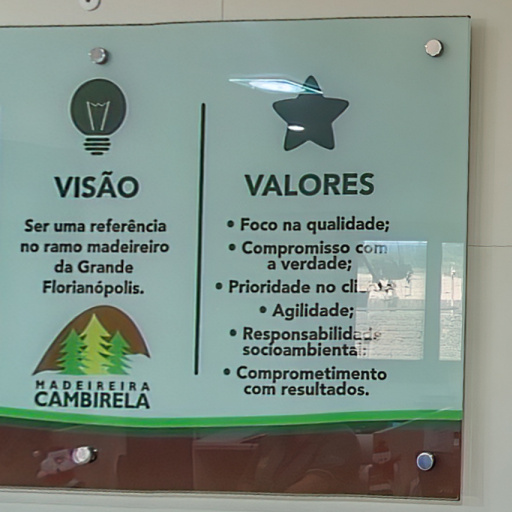 VISÃO
Ser uma referência
no ramo madeireiro
da Grande
Florianópolis.
MADEIREIRA
CAMBIRELA
VALORES
• Foco na qualidade;
• Compromisso com
a verdade;
• Prioridade no
• Agilidade;
• Responsabilidade
socioambiental;
• Comprometimento
com resultados.